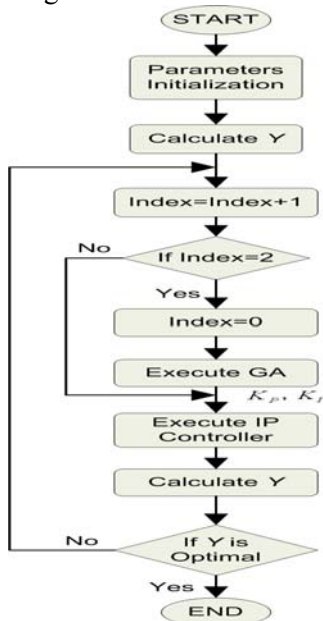 START
Parameters
Initialization
Calculate Y
Index=Index+1
No
If Index=2
Yes
Index=0
Execute GA
K_P, K_I
Execute IP
Controller
Calculate Y
No
If Y is
Optimal
Yes
END